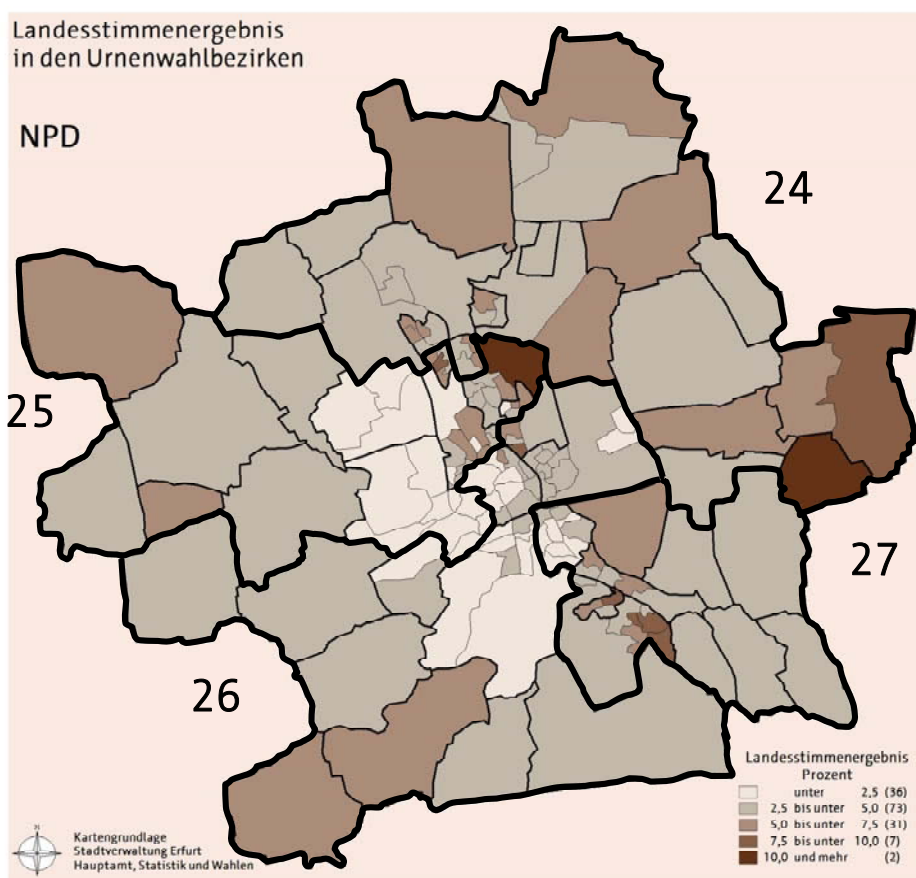 Landesstimmenergebnis
in den Urnenwahlbezirken
NPD
24
25
27
26
Landesstimmenergebnis
Prozent
unter 2,5 (36)
2,5 bis unter 5,0 (73)
5,0 bis unter 7,5 (31)
7,5 bis unter 10,0 (7)
10,0 und mehr (2)
N
Kartengrundlage
Stadtverwaltung Erfurt
Hauptamt, Statistik und Wahlen